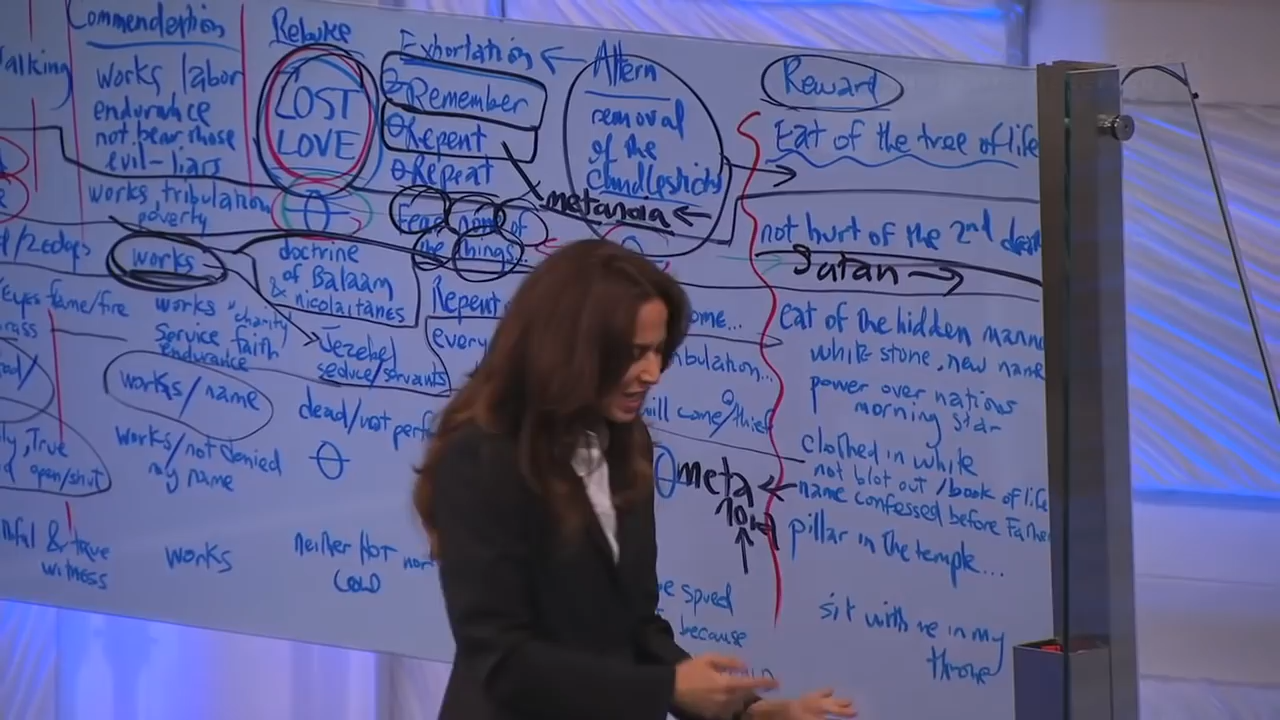 Commendation
Rebuke
Exhortation ←
Altern
Reward
alking
works labor
endurance
not bear those
evil-liars
LOST
LOVE
Remember
Repent
Repeat
removal
of the
Candlesticks
Eat of the tree of life
works, tribulation
poverty
Fear none of
the things
metanoia ←
not hurt of the 2nd
Satan →
/2edgs
works
doctrine
of Balaam
& nicolaitanes
Repent
ome...
eat of the hidden manna
white stone, new name
Eyes flame/fire
rass
works "charity"
Service faith
endurance
Jezebel
seduce/servants
every
ibulation...
power over nations
morning star
works/name
dead/not perf
ill come/thief
clothed in white
not blot out/book of life
name confessed before Father
y, True
open/shut
works/not denied
my name
meta
noia
pillar in the temple...
ful & true
witness
works
neither Hot nor
Cold
e spued
because
sit with me in my
throne